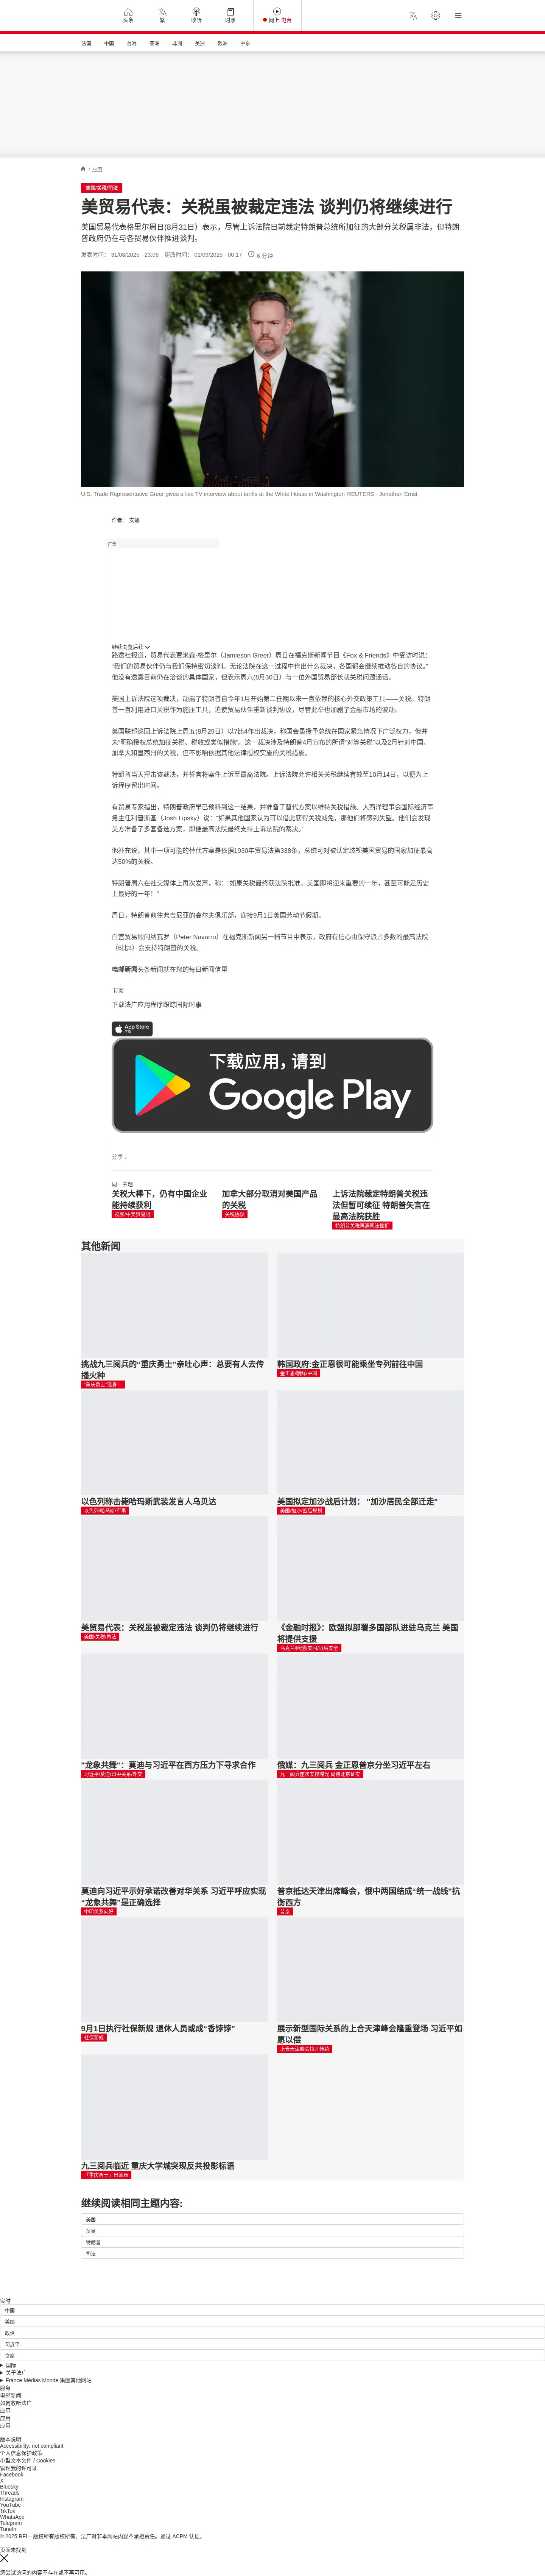 头条
繁
收听
时事
网上 电台
法国
中国
台海
亚洲
非洲
美洲
欧洲
中东
/ 中国
美国/关税/司法
美贸易代表：关税虽被裁定违法 谈判仍将继续进行
美国贸易代表格里尔周日(8月31日）表示，尽管上诉法院日前裁定特朗普总统所加征的大部分关税属非法，但特朗
普政府仍在与各贸易伙伴推进谈判。
发表时间： 31/08/2025 - 23:06 更改时间： 01/09/2025 - 00:17 6 分钟
U.S. Trade Representative Greer gives a live TV interview about tariffs at the White House in Washington REUTERS - Jonathan Ernst
作者： 安娜
广告
继续浏览后续
路透社报道，贸易代表贾米森·格里尔（Jamieson Greer）周日在福克斯新闻节目《Fox & Friends》中受访时说：
“我们的贸易伙伴仍与我们保持密切谈判。无论法院在这一过程中作出什么裁决，各国都会继续推动各自的协议。”
他没有透露目前仍在洽谈的具体国家，但表示周六(8月30日）与一位外国贸易部长就关税问题通话。
美国上诉法院这项裁决，动摇了特朗普自今年1月开始第二任期以来一直依赖的核心外交政策工具——关税。特朗
普一直利用进口关税作为施压工具，迫使贸易伙伴重新谈判协议，尽管此举也加剧了金融市场的波动。
美国联邦巡回上诉法院上周五(8月29日）以7比4作出裁决，称国会虽授予总统在国家紧急情况下广泛权力，但并
未“明确授权总统加征关税、税收或类似措施”。这一裁决涉及特朗普4月宣布的所谓“对等关税”以及2月针对中国、
加拿大和墨西哥的关税，但不影响依据其他法律授权实施的关税措施。
特朗普当天抨击该裁决，并誓言将案件上诉至最高法院。上诉法院允许相关关税继续有效至10月14日，以便为上
诉程序留出时间。
有贸易专家指出，特朗普政府早已预料到这一结果，并准备了替代方案以维持关税措施。大西洋理事会国际经济事
务主任利普斯基（Josh Lipsky）说：“如果其他国家认为可以借此获得关税减免，那他们将感到失望。他们会发现
美方准备了多套备选方案，即便最高法院最终支持上诉法院的裁决。”
他补充说，其中一项可能的替代方案是依据1930年贸易法第338条，总统可对被认定歧视美国贸易的国家加征最高
达50%的关税。
特朗普周六在社交媒体上再次发声，称：“如果关税最终获法院批准，美国即将迎来重要的一年，甚至可能是历史
上最好的一年！”
周日，特朗普前往弗吉尼亚的高尔夫俱乐部，迎接9月1日美国劳动节假期。
白宫贸易顾问纳瓦罗（Peter Navarro）在福克斯新闻另一档节目中表示，政府有信心由保守派占多数的最高法院
（6比3）会支持特朗普的关税。
电邮新闻头条新闻就在您的每日新闻信里
订阅
下载法广应用程序跟踪国际时事
App Store
下载
下载应用，请到
Google Play
分享 :
同一主题
关税大棒下，仍有中国企业
能持续获利
视频/中美贸易战
加拿大部分取消对美国产品
的关税
关税协议
上诉法院裁定特朗普关税违
法但暂可续征 特朗普矢言在
最高法院获胜
特朗普关税再遇司法挫折
其他新闻
挑战九三阅兵的“重庆勇士”亲吐心声：总要有人去传
播火种
“重庆勇士”现身！
韩国政府:金正恩很可能乘坐专列前往中国
金正恩/朝鲜/中国
以色列称击毙哈玛斯武装发言人乌贝达
以色列/哈马斯/军事
美国拟定加沙战后计划： “加沙居民全部迁走”
美国/加沙/战后规划
美贸易代表：关税虽被裁定违法 谈判仍将继续进行
美国/关税/司法
《金融时报》：欧盟拟部署多国部队进驻乌克兰 美国
将提供支援
乌克兰/欧盟/美国/战后安全
“龙象共舞”：莫迪与习近平在西方压力下寻求合作
习近平/莫迪/印中关系/外交
俄媒：九三阅兵 金正恩普京分坐习近平左右
九三阅兵座次安排曝光 尚待北京证实
莫迪向习近平示好承诺改善对华关系 习近平呼应实现
“龙象共舞”是正确选择
中印关系向好
普京抵达天津出席峰会，俄中两国结成“统一战线”抗
衡西方
普京
9月1日执行社保新规 退休人员或成“香饽饽”
社保新规
展示新型国际关系的上合天津峰会隆重登场 习近平如
愿以偿
上合天津峰会拉开帷幕
九三阅兵临近 重庆大学城突现反共投影标语
「重庆勇士」出师表
继续阅读相同主题内容:
美国
贸易
特朗普
司法
实时
中国
美国
政治
习近平
音频
国际
关于法广
France Médias Monde 集团其他网站
服务
电邮新闻
如何收听法广
应用
应用
应用
版本说明
Accessibility: not compliant
个人信息保护政策
小型文本文件 / Cookies
管理我的许可证
Facebook
X
Bluesky
Threads
Instagram
YouTube
TikTok
WhatsApp
Telegram
TuneIn
© 2025 RFI – 版权所有版权所有。法广对非本网站内容不承担责任。通过 ACPM 认证。
页面未找到
您尝试访问的内容不存在或不再可用。